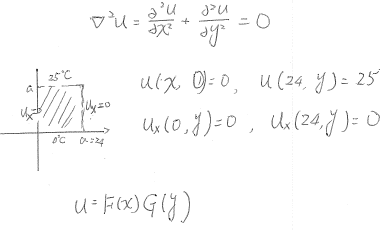 ∇²u = ∂²u/∂x² + ∂²u/∂y² = 0
a 25°C
u(x, 0)=0, u(24, y)=25
Ux Ux=0
Ux(0,y)=0, Ux(24,y)=0
0°C a=24
u=F(x)G(y)